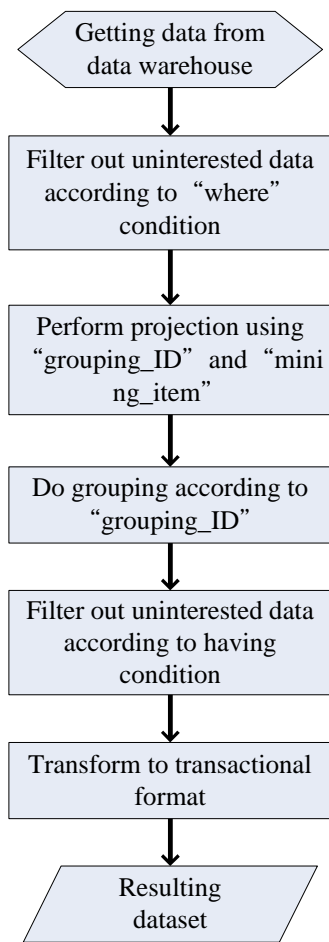 Getting data from
data warehouse
Filter out uninterested data
according to “where”
condition
Perform projection using
“grouping_ID” and “mini
ng_item”
Do grouping according to
“grouping_ID”
Filter out uninterested data
according to having
condition
Transform to transactional
format
Resulting
dataset